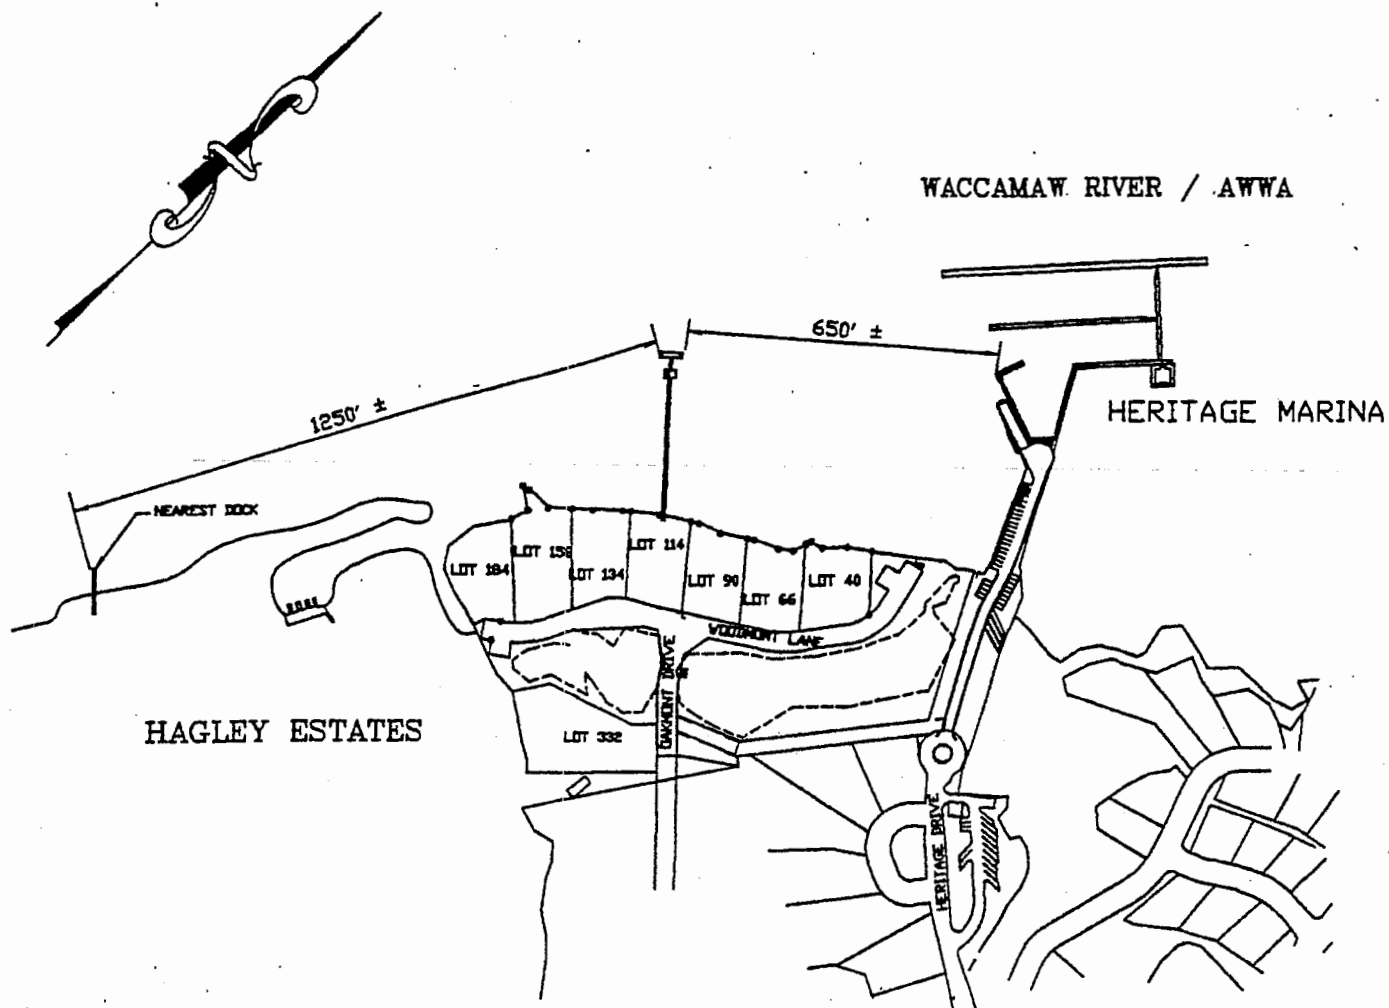 WACCAMAW RIVER / AWWA
650' ±
1250' ±
HERITAGE MARINA
NEAREST DOCK
LOT 184
LOT 158
LOT 134
LOT 114
LOT 90
LOT 66
LOT 40
WOODMONT LANE
OAKMONT DRIVE
HAGLEY ESTATES
LOT 332
HERITAGE DRIVE